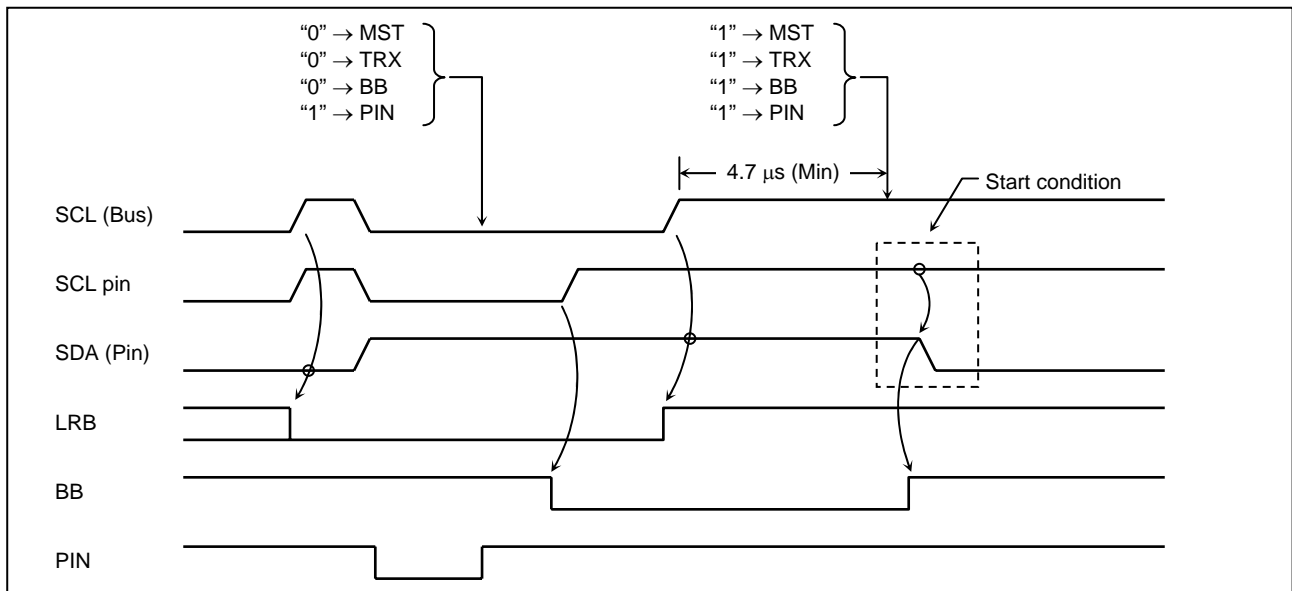 “0” → MST
“0” → TRX
“0” → BB
“1” → PIN
“1” → MST
“1” → TRX
“1” → BB
“1” → PIN
4.7 μs (Min)
Start condition
SCL (Bus)
SCL pin
SDA (Pin)
LRB
BB
PIN